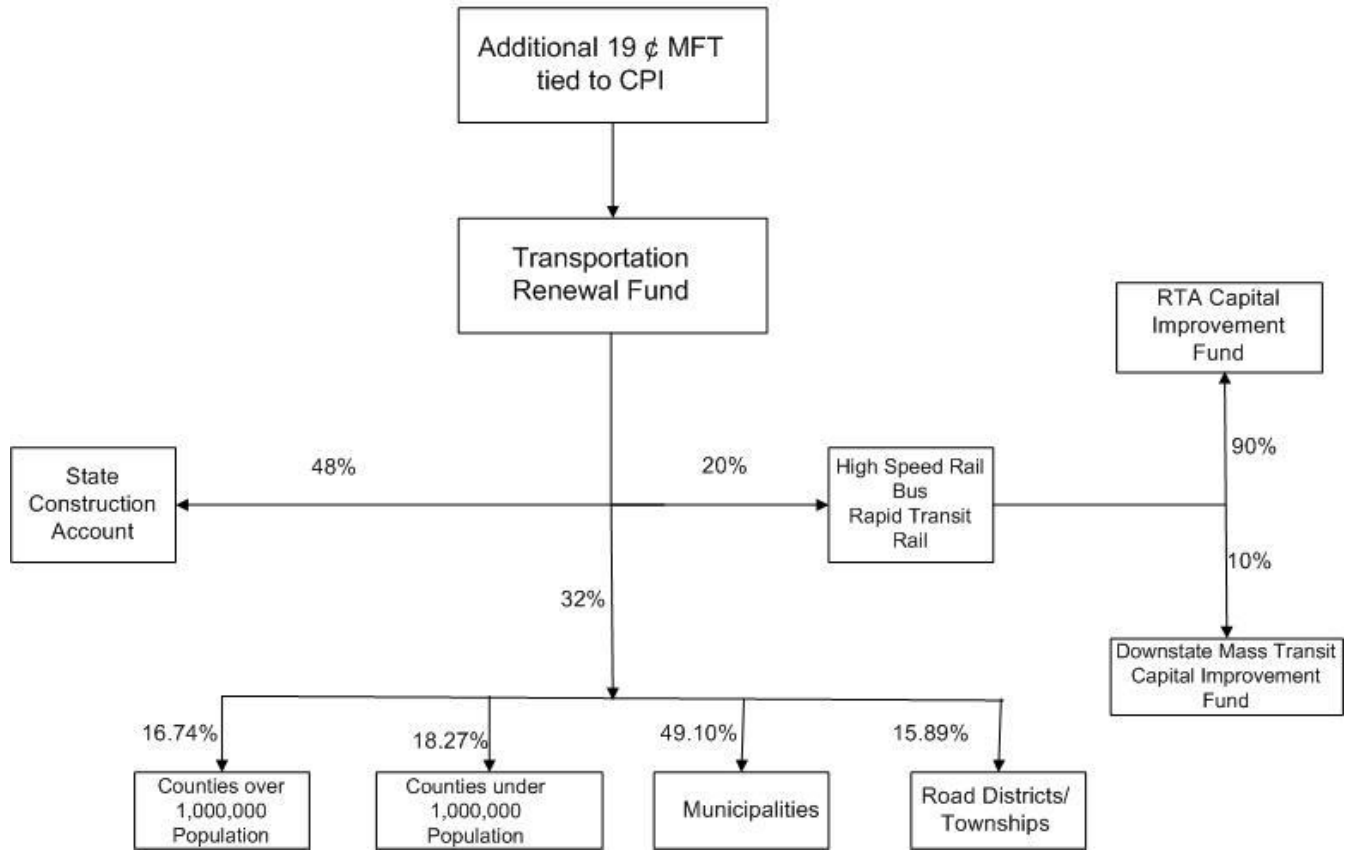 Additional 19 ¢ MFT
tied to CPI
Transportation
Renewal Fund
RTA Capital
Improvement
Fund
90%
48%
20%
State
Construction
Account
High Speed Rail
Bus
Rapid Transit
Rail
10%
32%
Downstate Mass Transit
Capital Improvement
Fund
16.74%
18.27%
49.10%
15.89%
Counties over
1,000,000
Population
Counties under
1,000,000
Population
Municipalities
Road Districts/
Townships